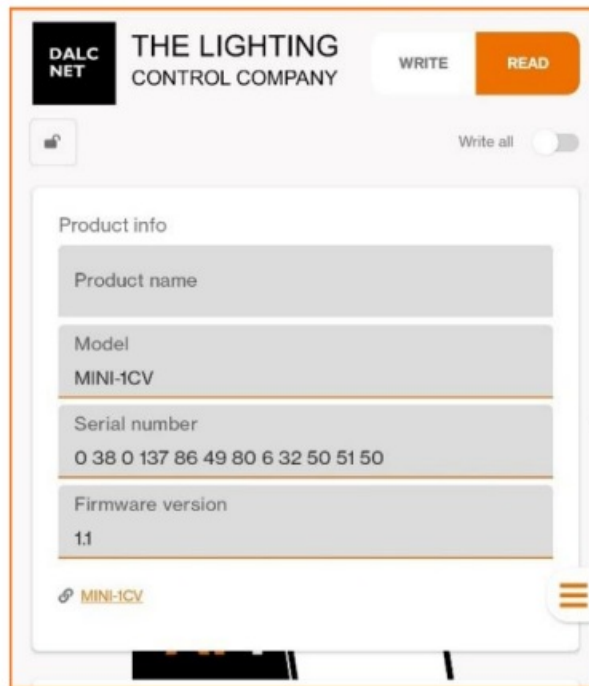 DALC
NET
THE LIGHTING
CONTROL COMPANY
WRITE
READ
Write all
Product info
Product name
Model
MINI-1CV
Serial number
0 38 0 137 86 49 80 6 32 50 51 50
Firmware version
1.1
MINI-1CV